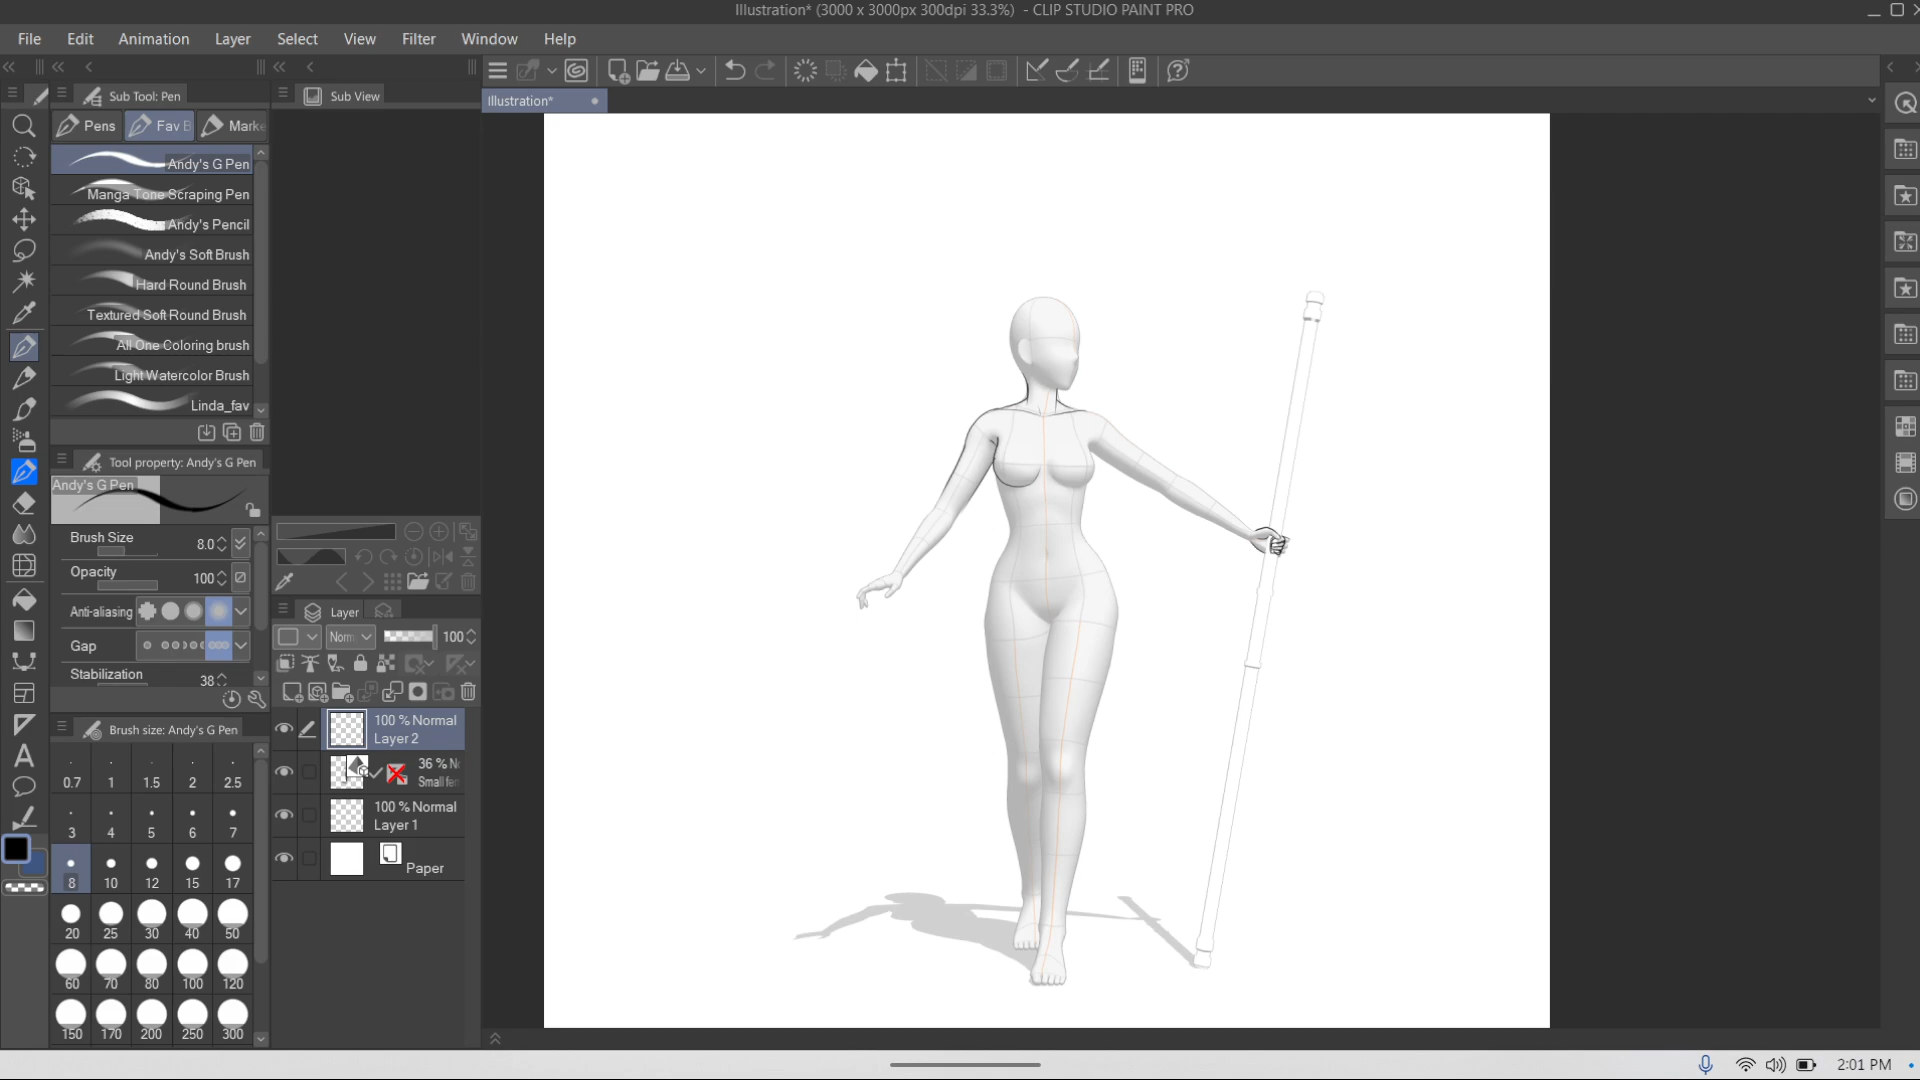 Illustration* (3000 x 3000px 300dpi 33.3%) - CLIP STUDIO PAINT PRO
File Edit Animation Layer Select View Filter Window Help
Sub Tool: Pen
Sub View
Illustration*
Pens Fav B Marke
Andy's G Pen
Manga Tone Scraping Pen
Andy's Pencil
Andy's Soft Brush
Hard Round Brush
Textured Soft Round Brush
All One Coloring brush
Light Watercolor Brush
Linda_fav
Tool property: Andy's G Pen
Andy's G Pen
Brush Size 8.0
Opacity 100
Anti-aliasing
Gap
Stabilization 38
Layer
Norm 100
100 % Normal
Layer 2
36 % N
Small fe
100 % Normal
Layer 1
Paper
Brush size: Andy's G Pen
0.7 1 1.5 2 2.5
3 4 5 6 7
8 10 12 15 17
20 25 30 40 50
60 70 80 100 120
150 170 200 250 300
A
2:01 PM